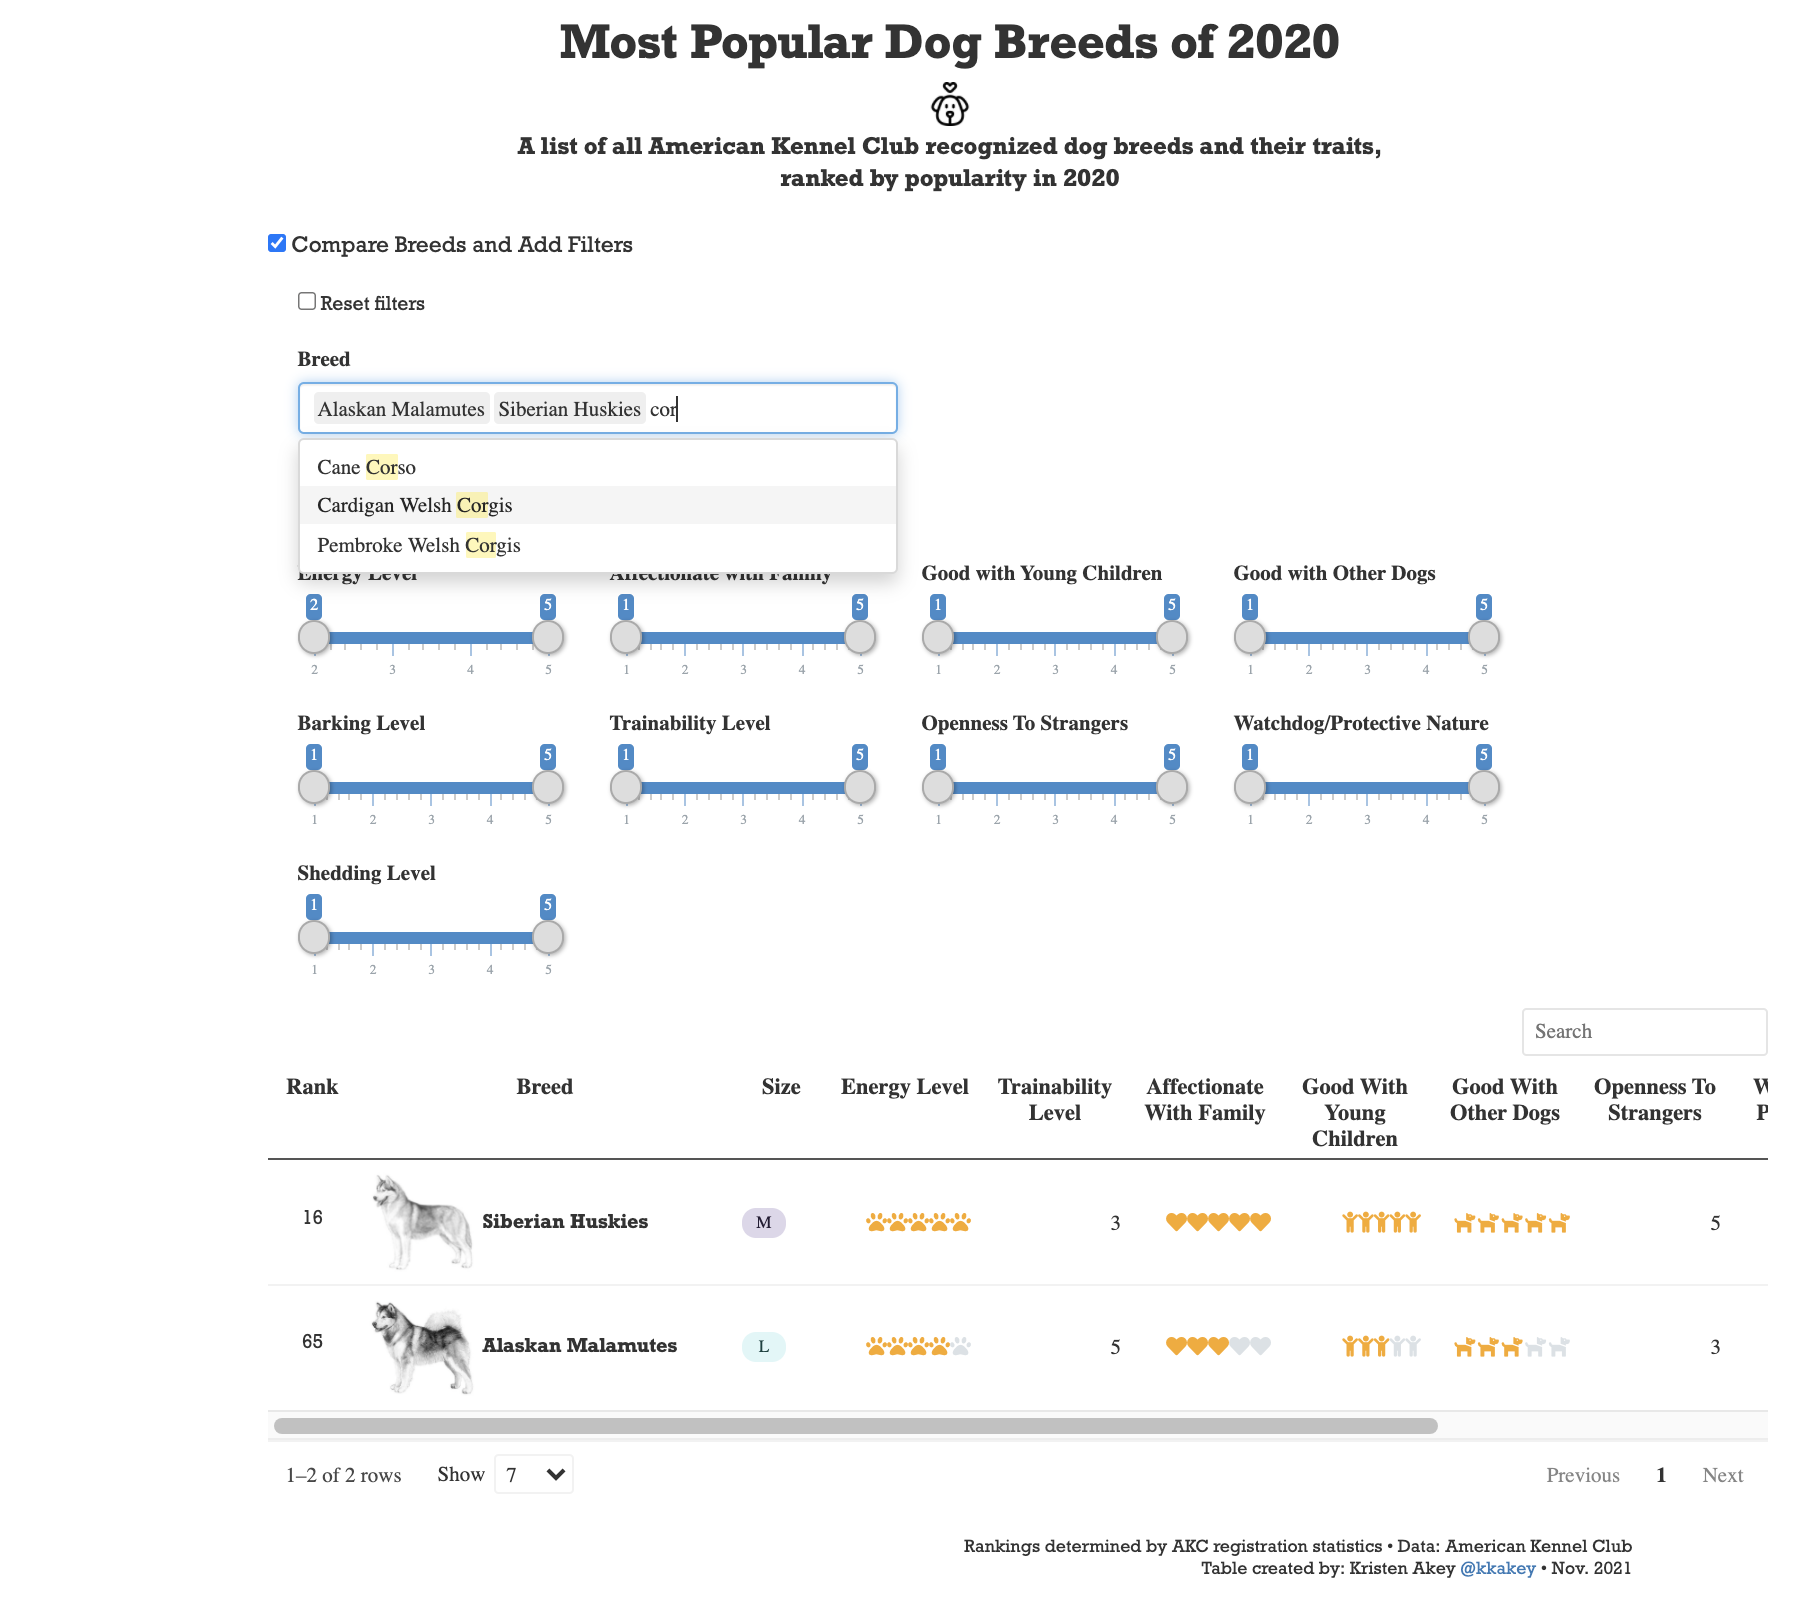 Most Popular Dog Breeds of 2020
A list of all American Kennel Club recognized dog breeds and their traits,
ranked by popularity in 2020
Compare Breeds and Add Filters
Reset filters
Breed
Alaskan Malamutes Siberian Huskies cor
Cane Corso
Cardigan Welsh Corgis
Pembroke Welsh Corgis
Energy Level Affectionate with Family Good with Young Children Good with Other Dogs
2 5 1 5 1 5 1 5
2 3 4 5 1 2 3 4 5 1 2 3 4 5 1 2 3 4 5
Barking Level Trainability Level Openness To Strangers Watchdog/Protective Nature
1 5 1 5 1 5 1 5
1 2 3 4 5 1 2 3 4 5 1 2 3 4 5 1 2 3 4 5
Shedding Level
1 5
1 2 3 4 5
Search
Rank Breed Size Energy Level Trainability Affectionate Good With Good With Openness To W
Level With Family Young Other Dogs Strangers P
Children
16 Siberian Huskies M 3 5
65 Alaskan Malamutes L 5 3
1–2 of 2 rows Show 7 Previous 1 Next
Rankings determined by AKC registration statistics • Data: American Kennel Club
Table created by: Kristen Akey @kkakey • Nov. 2021